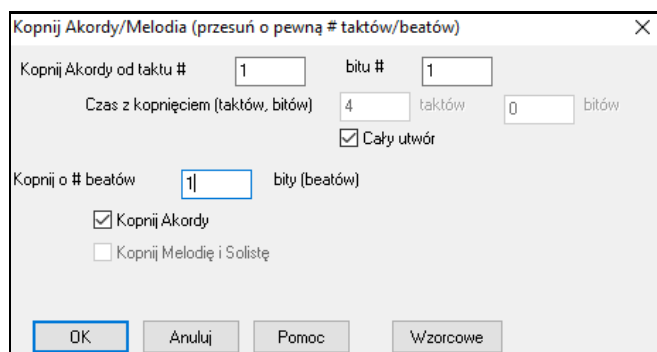 Kopnij Akordy/Melodia (przesuń o pewną # taktów/beatów)
Kopnij Akordy od taktu # 1 bitu # 1
Czas z kopnięciem (taktów, bitów) 4 taktów 0 bitów
Cały utwór
Kopnij o # beatów 1 bity (beatów)
Kopnij Akordy
Kopnij Melodię i Solistę
OK Anuluj Pomoc Wzorcowe